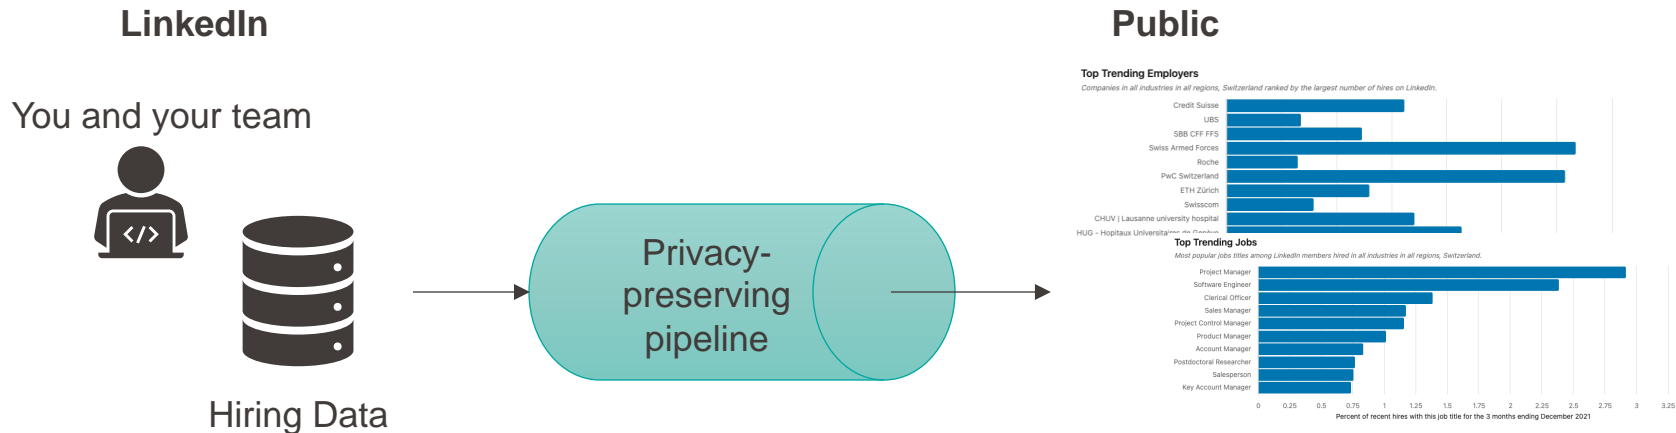 LinkedIn
You and your team
</>
Hiring Data
Privacy-
preserving
pipeline
Public
Top Trending Employers
Companies in all industries in all regions, Switzerland ranked by the largest number of hires on LinkedIn.
Credit Suisse
UBS
SBB CFF FFS
Swiss Armed Forces
Roche
PwC Switzerland
ETH Zürich
Swisscom
CHUV | Lausanne university hospital
HUG - Hopitaux Universitaires de Genève
Top Trending Jobs
Most popular jobs titles among LinkedIn members hired in all industries in all regions, Switzerland.
Project Manager
Software Engineer
Clerical Officer
Sales Manager
Project Control Manager
Product Manager
Account Manager
Postdoctoral Researcher
Salesperson
Key Account Manager
0 0.25 0.5 0.75 1 1.25 1.5 1.75 2 2.25 2.5 2.75 3 3.25
Percent of recent hires with this job title for the 3 months ending December 2021